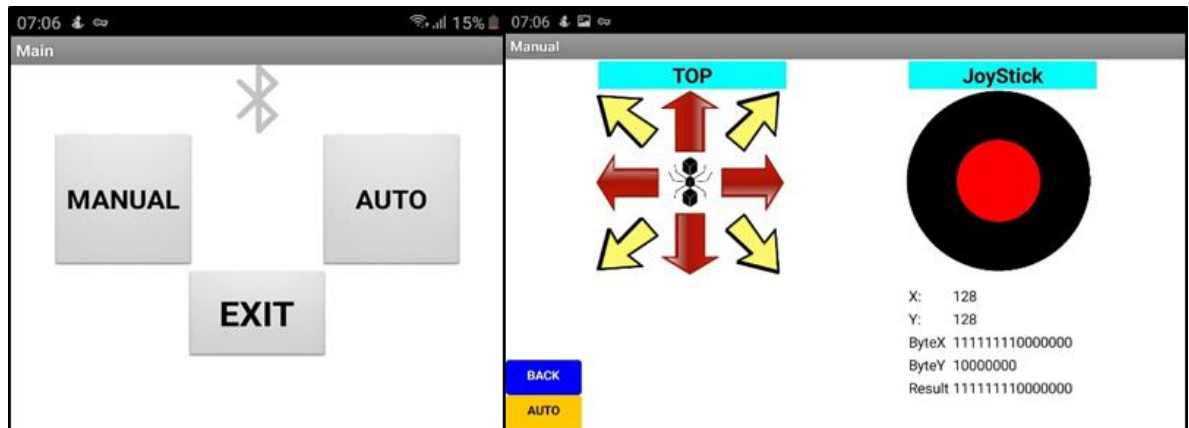 07:06 15%
Main
MANUAL AUTO
EXIT
07:06
Manual
TOP JoyStick
X: 128
Y: 128
ByteX 111111110000000
ByteY 10000000
Result 111111110000000
BACK
AUTO